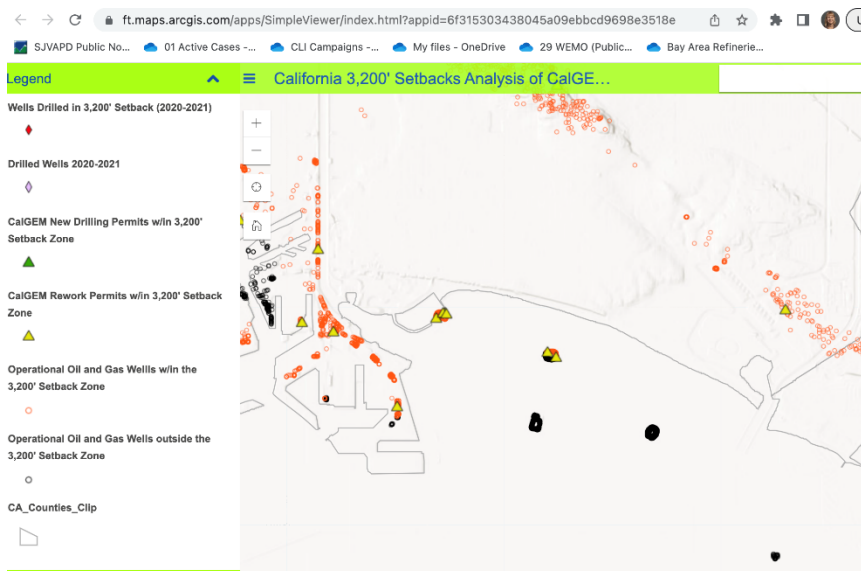 ft.maps.arcgis.com/apps/SimpleViewer/index.html?appid=6f315303438045a09ebbcd9698e3518e
SJVAPD Public No...
01 Active Cases -...
CLI Campaigns -...
My files - OneDrive
29 WEMO (Public...
Bay Area Refinerie...
Legend
California 3,200' Setbacks Analysis of CalGE...
Wells Drilled in 3,200' Setback (2020-2021)
Drilled Wells 2020-2021
CalGEM New Drilling Permits w/in 3,200'
Setback Zone
CalGEM Rework Permits w/in 3,200' Setback
Zone
Operational Oil and Gas Wellls w/in the
3,200' Setback Zone
Operational Oil and Gas Wells outside the
3,200' Setback Zone
CA_Counties_Clip